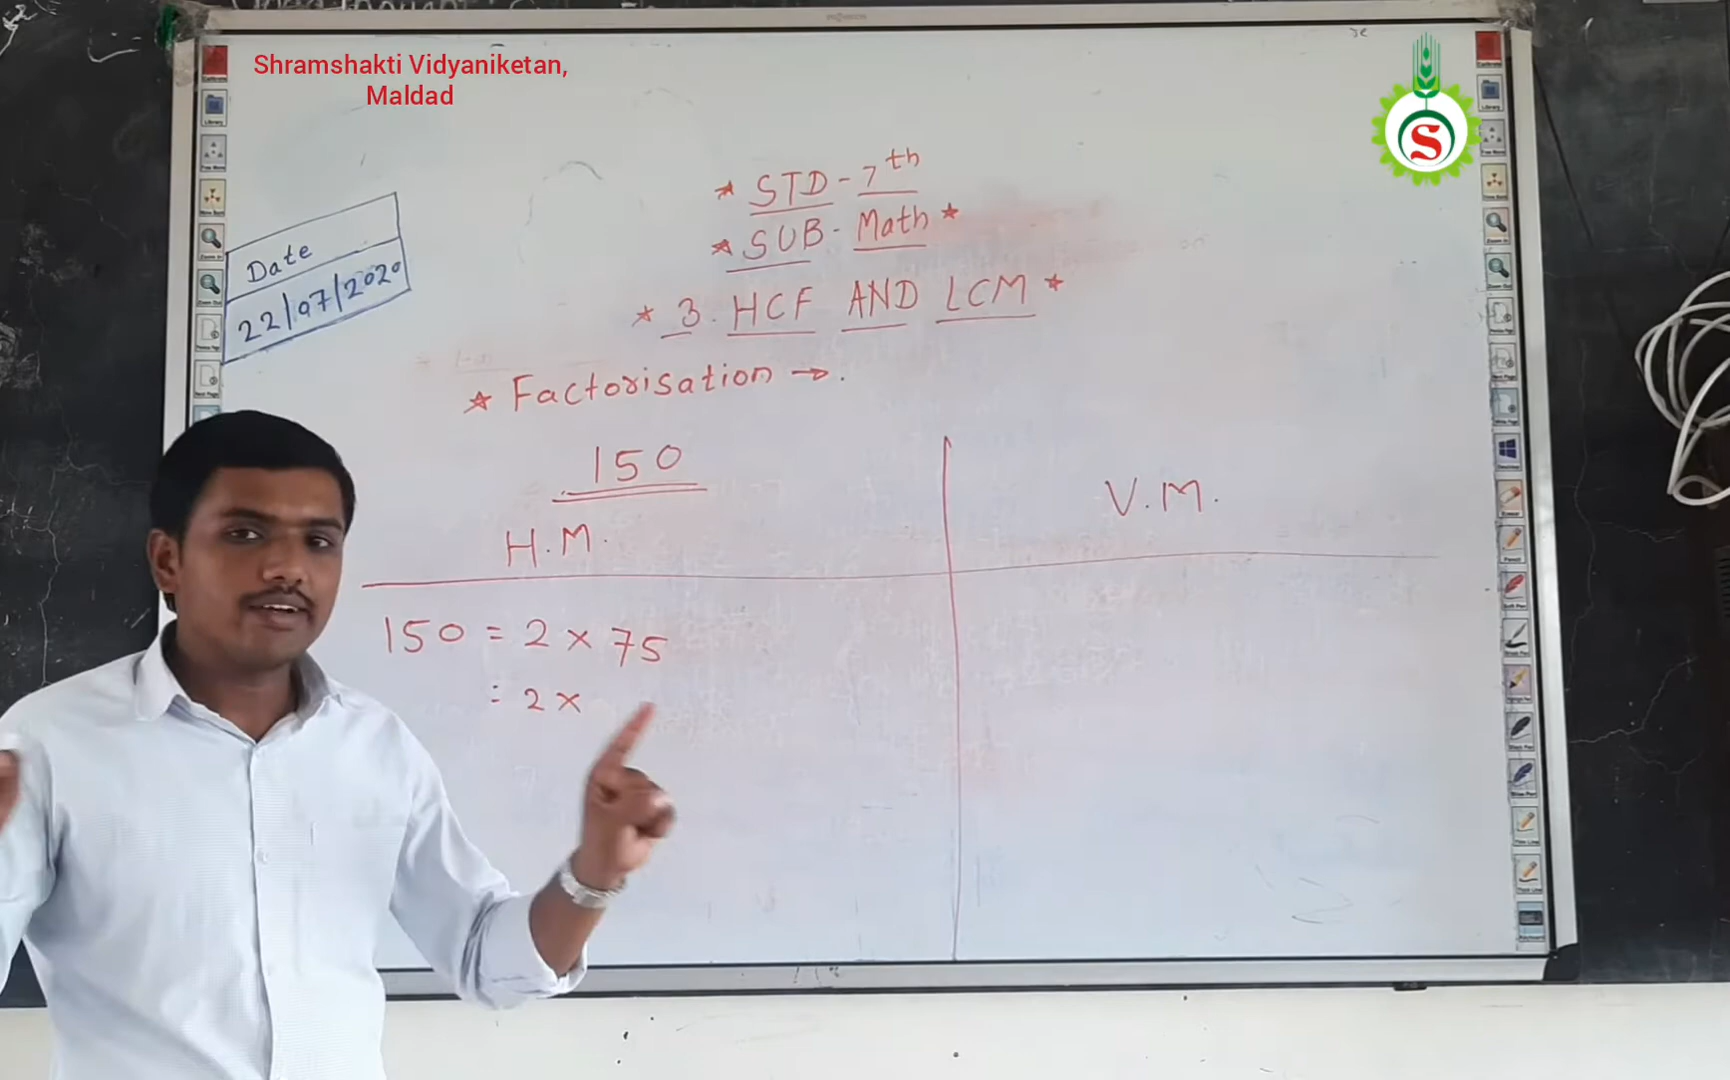 Shramshakti Vidyaniketan,
Maldad
S
Date
22/07/2020
* STD - 7th
* SUB - Math *
* 3. HCF AND LCM *
* Factorisation → .
150
H.M.
V.M.
150 = 2 × 75
= 2 ×